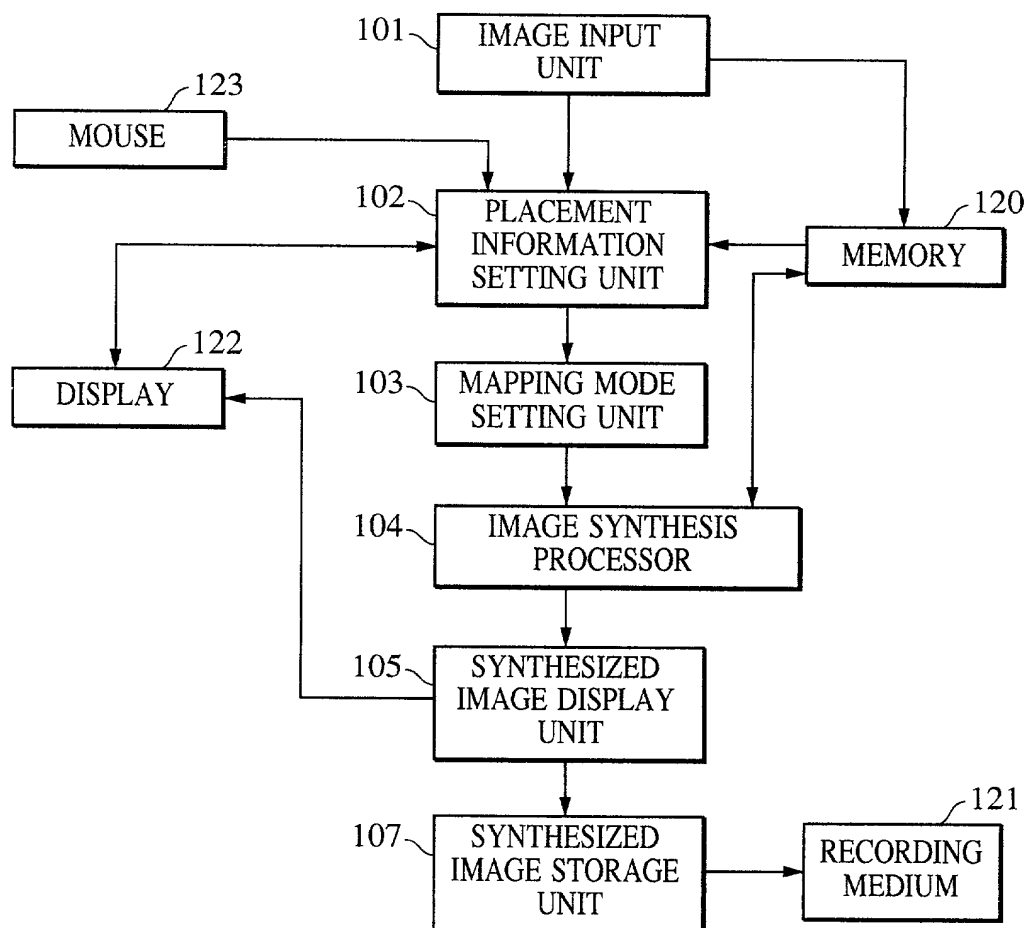 101
IMAGE INPUT
UNIT
123
MOUSE
102
PLACEMENT
INFORMATION
SETTING UNIT
120
MEMORY
122
DISPLAY
103
MAPPING MODE
SETTING UNIT
104
IMAGE SYNTHESIS
PROCESSOR
105
SYNTHESIZED
IMAGE DISPLAY
UNIT
107
SYNTHESIZED
IMAGE STORAGE
UNIT
121
RECORDING
MEDIUM